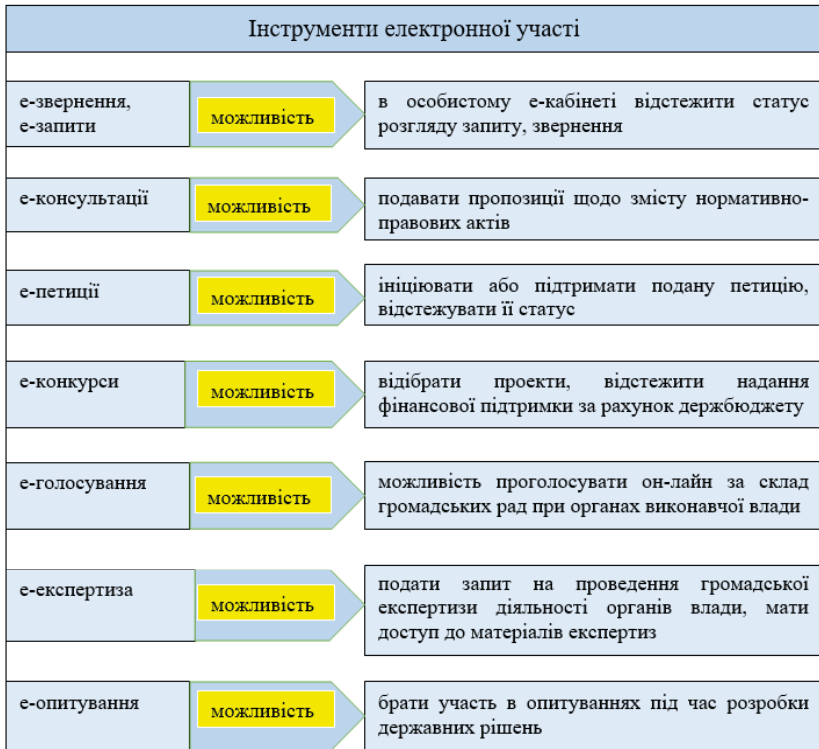 Інструменти електронної участі
е-звернення,
е-запити
можливість
в особистому е-кабінеті відстежити статус
розгляду запиту, звернення
е-консультації
можливість
подавати пропозиції щодо змісту нормативно-
правових актів
е-петиції
можливість
ініціювати або підтримати подану петицію,
відстежувати її статус
е-конкурси
можливість
відібрати проекти, відстежити надання
фінансової підтримки за рахунок держбюджету
е-голосування
можливість
можливість проголосувати он-лайн за склад
громадських рад при органах виконавчої влади
е-експертиза
можливість
подати запит на проведення громадської
експертизи діяльності органів влади, мати
доступ до матеріалів експертиз
е-опитування
можливість
брати участь в опитуваннях під час розробки
державних рішень